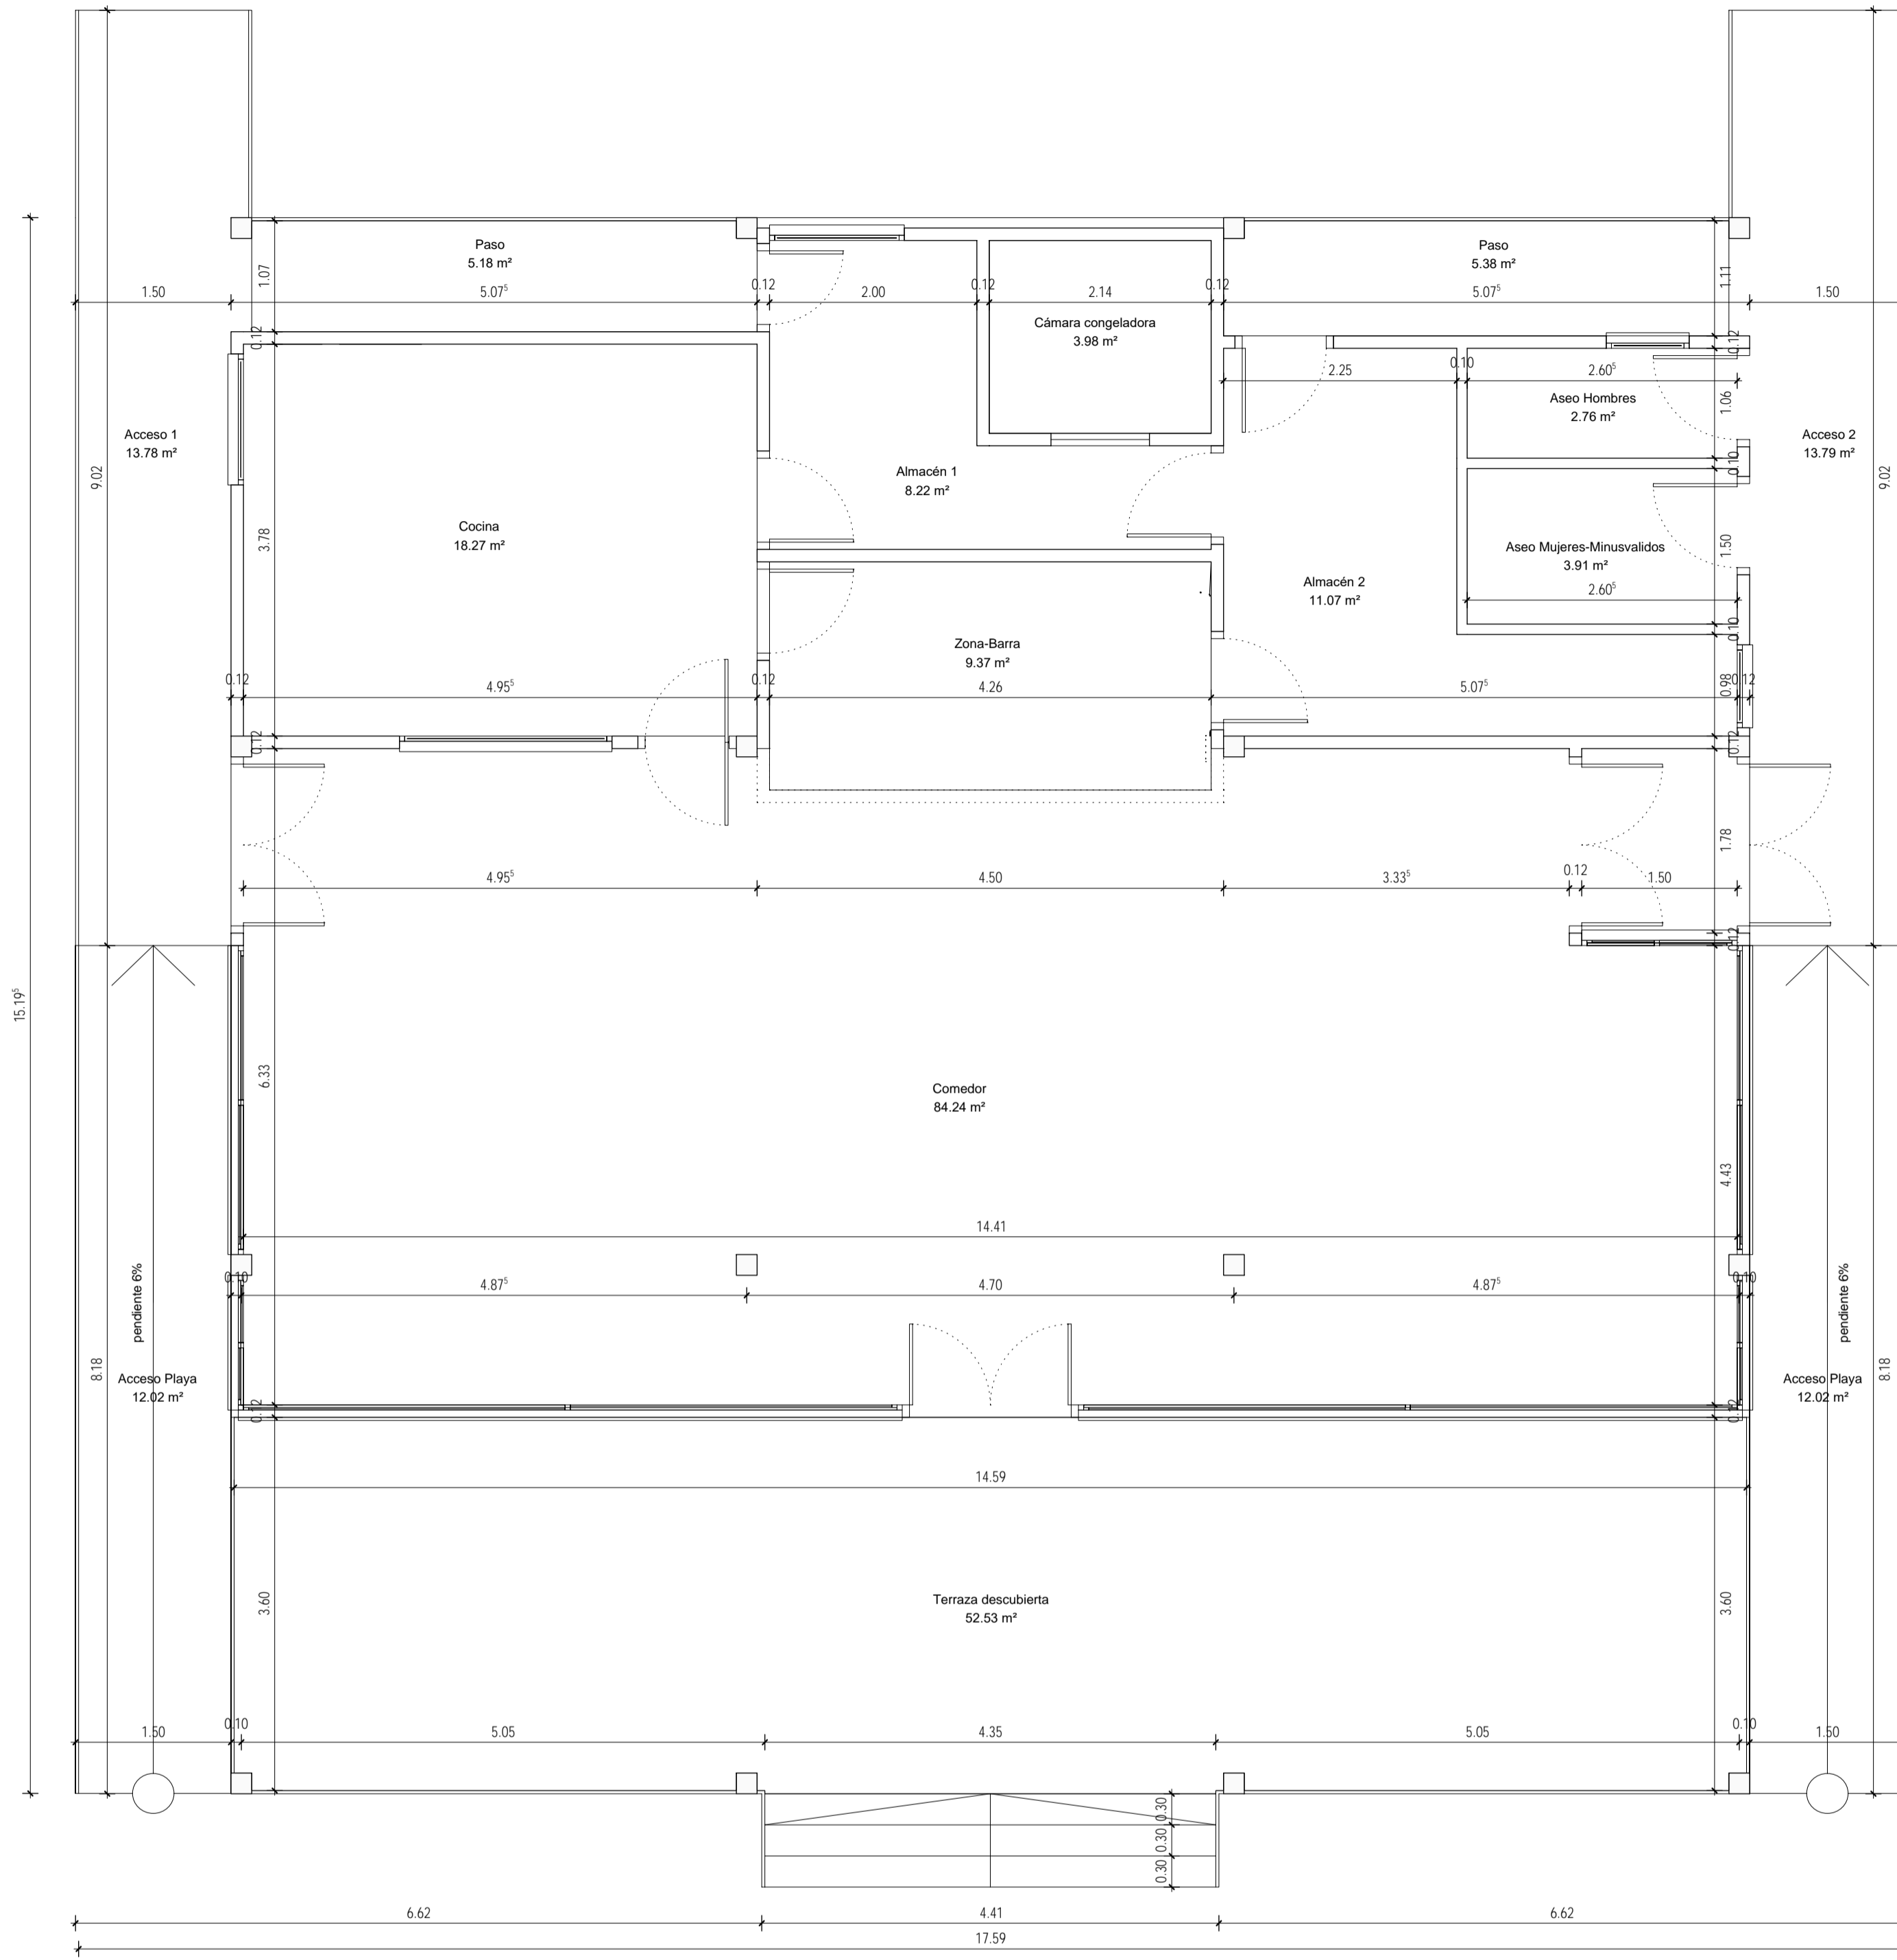 Paso
5.18 m²
Paso
5.38 m²
1.07
1.11
1.50
5.07⁵
0.12
2.00
0.12
2.14
0.12
5.07⁵
1.50
Cámara congeladora
3.98 m²
0.12
0.12
2.25
0.10
2.60⁵
Aseo Hombres
2.76 m²
1.06
Acceso 1
13.78 m²
Acceso 2
13.79 m²
9.02
9.02
0.10
Almacén 1
8.22 m²
Cocina
18.27 m²
3.78
Aseo Mujeres-Minusvalidos
3.91 m²
1.50
2.60⁵
Almacén 2
11.07 m²
0.10
Zona-Barra
9.37 m²
0.12
4.95⁵
0.12
4.26
5.07⁵
0.98
0.12
0.12
0.12
1.78
4.95⁵
4.50
3.33⁵
0.12
1.50
0.12
15.19⁵
6.33
Comedor
84.24 m²
4.43
14.41
0.10
4.87⁵
4.70
4.87⁵
0.10
pendiente 6%
pendiente 6%
8.18
8.18
Acceso Playa
12.02 m²
Acceso Playa
12.02 m²
0.12
0.12
14.59
3.60
3.60
Terraza descubierta
52.53 m²
1.50
0.10
5.05
4.35
5.05
0.10
1.50
0.30
0.30
0.30
6.62
4.41
6.62
17.59